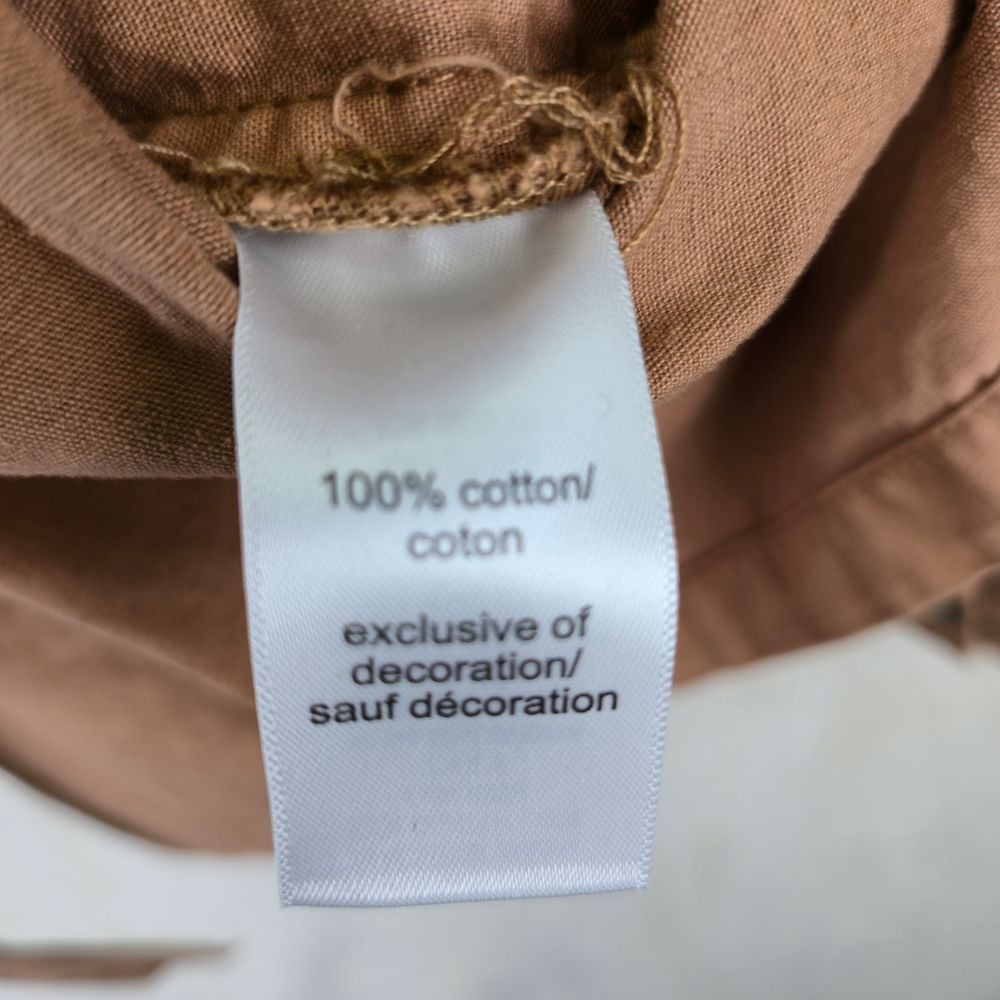 100% cotton/
coton
exclusive of
decoration/
sauf décoration